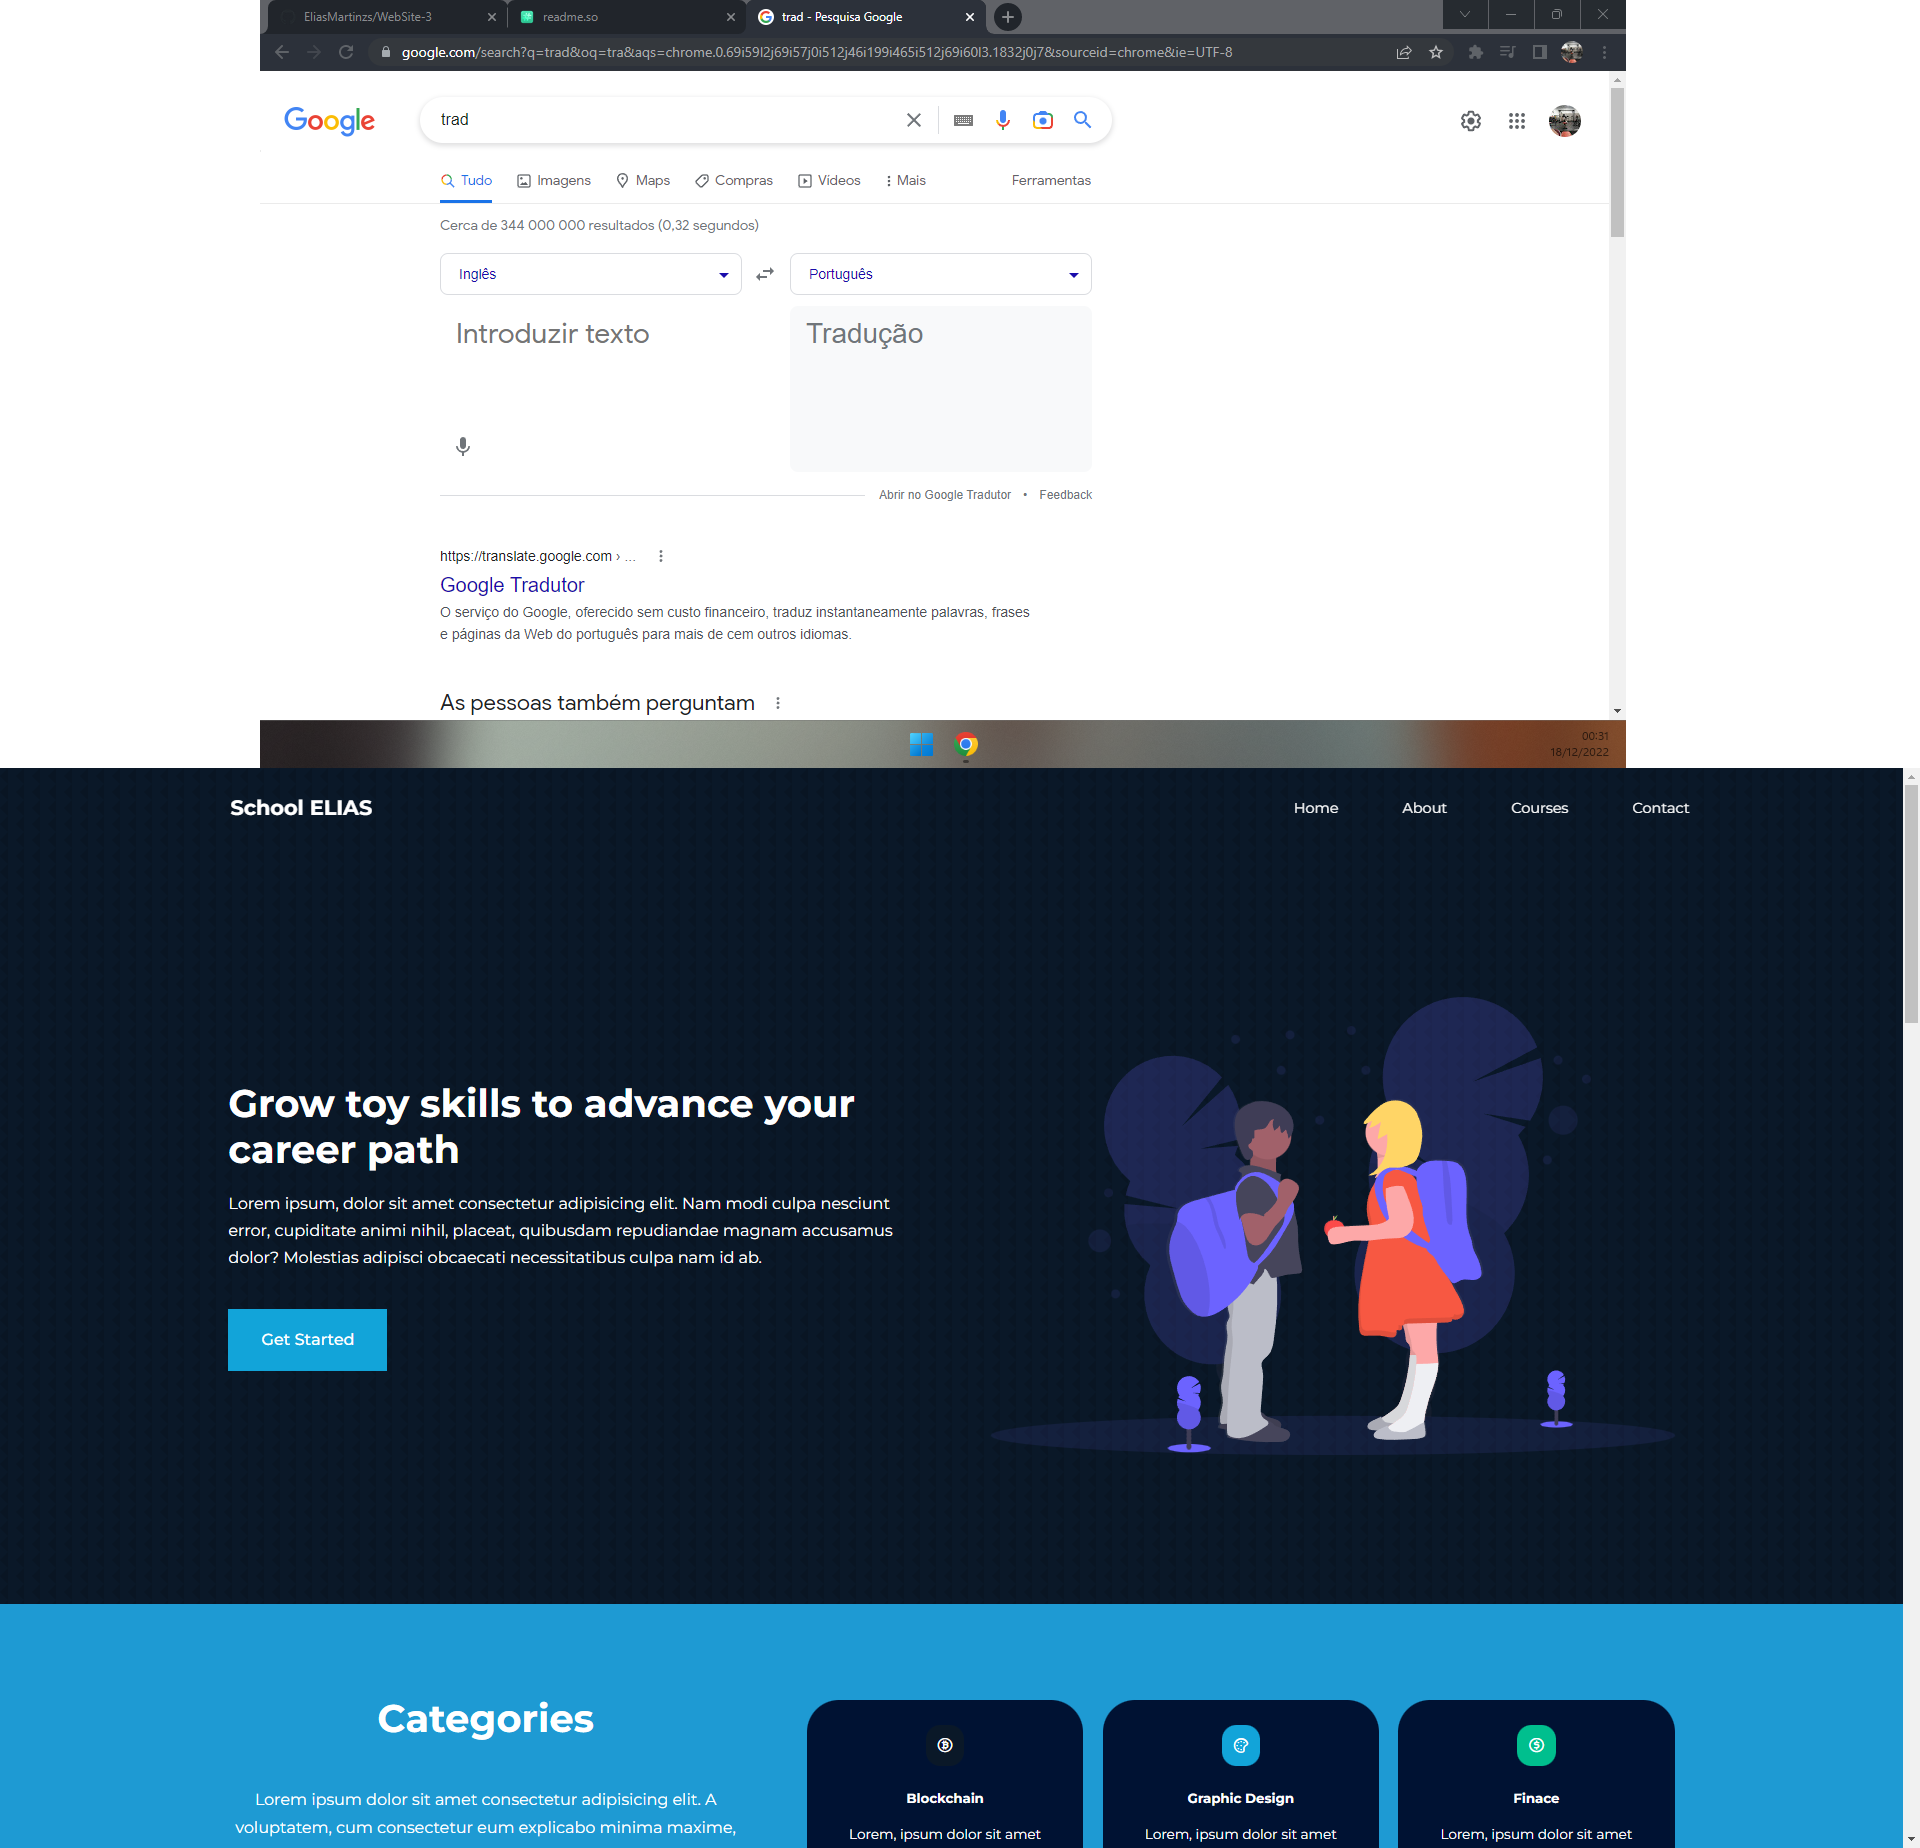 EliasMartinzs/WebSite-3
readme.so
trad - Pesquisa Google
google.com/search?q=trad&oq=tra&aqs=chrome.0.69i59l2j69i57j0i512j46i199i465i512j69i60l3.1832j0j7&sourceid=chrome&ie=UTF-8
Google
trad
Tudo
Imagens
Maps
Compras
Vídeos
Mais
Ferramentas
Cerca de 344 000 000 resultados (0,32 segundos)
Inglês
Português
Introduzir texto
Tradução
Abrir no Google Tradutor • Feedback
https://translate.google.com › ...
Google Tradutor
O serviço do Google, oferecido sem custo financeiro, traduz instantaneamente palavras, frases
e páginas da Web do português para mais de cem outros idiomas.
As pessoas também perguntam
00:31
18/12/2022
School ELIAS
Home
About
Courses
Contact
Grow toy skills to advance your
career path
Lorem ipsum, dolor sit amet consectetur adipisicing elit. Nam modi culpa nesciunt
error, cupiditate animi nihil, placeat, quibusdam repudiandae magnam accusamus
dolor? Molestias adipisci obcaecati necessitatibus culpa nam id ab.
Get Started
Categories
Lorem ipsum dolor sit amet consectetur adipisicing elit. A
voluptatem, cum consectetur eum explicabo minima maxime,
Blockchain
Lorem, ipsum dolor sit amet
Graphic Design
Lorem, ipsum dolor sit amet
Finace
Lorem, ipsum dolor sit amet